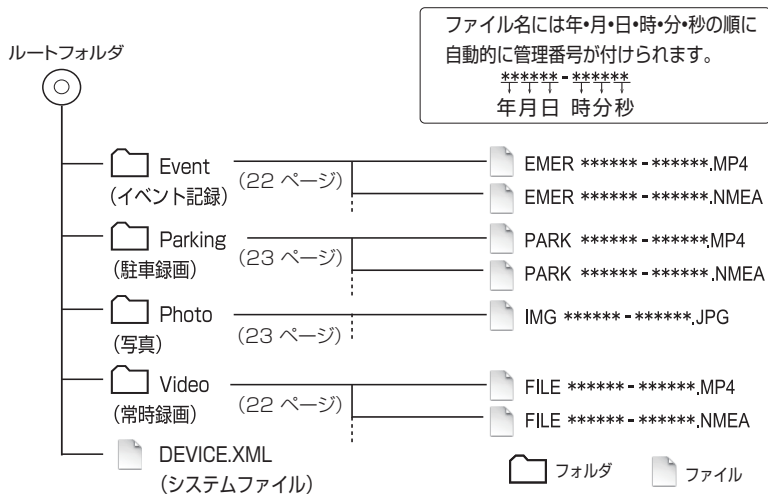 ファイル名には年・月・日・時・分・秒の順に
自動的に管理番号が付けられます。
******-******
年月日 時分秒
ルートフォルダ
Event
(イベント記録)
(22 ページ)
EMER ******-******.MP4
EMER ******-******.NMEA
Parking
(駐車録画)
(23 ページ)
PARK ******-******.MP4
PARK ******-******.NMEA
Photo
(写真)
(23 ページ)
IMG ******-******.JPG
Video
(常時録画)
(22 ページ)
FILE ******-******.MP4
FILE ******-******.NMEA
DEVICE.XML
(システムファイル)
フォルダ
ファイル